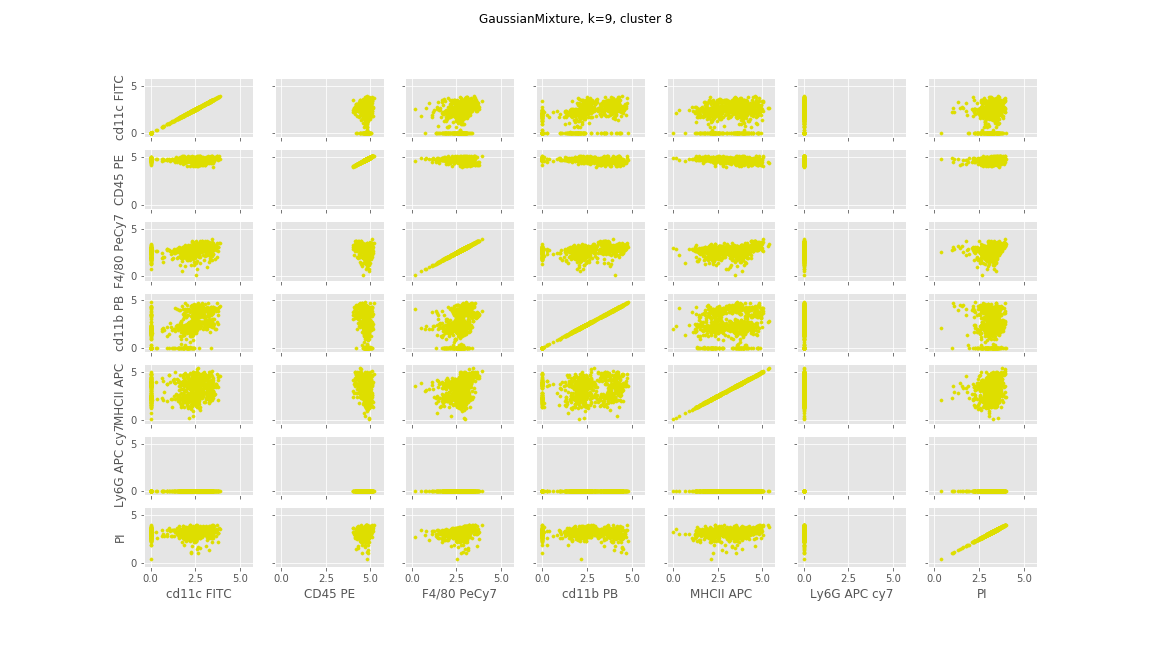 GaussianMixture, k=9, cluster 8
cd11c FITC
5
0
CD45 PE
5
0
F4/80 PeCy7
5
0
cd11b PB
5
0
MHCII APC
5
0
Ly6G APC cy7
5
0
PI
5
0
0.0 2.5 5.0 0.0 2.5 5.0 0.0 2.5 5.0 0.0 2.5 5.0 0.0 2.5 5.0 0.0 2.5 5.0 0.0 2.5 5.0
cd11c FITC CD45 PE F4/80 PeCy7 cd11b PB MHCII APC Ly6G APC cy7 PI